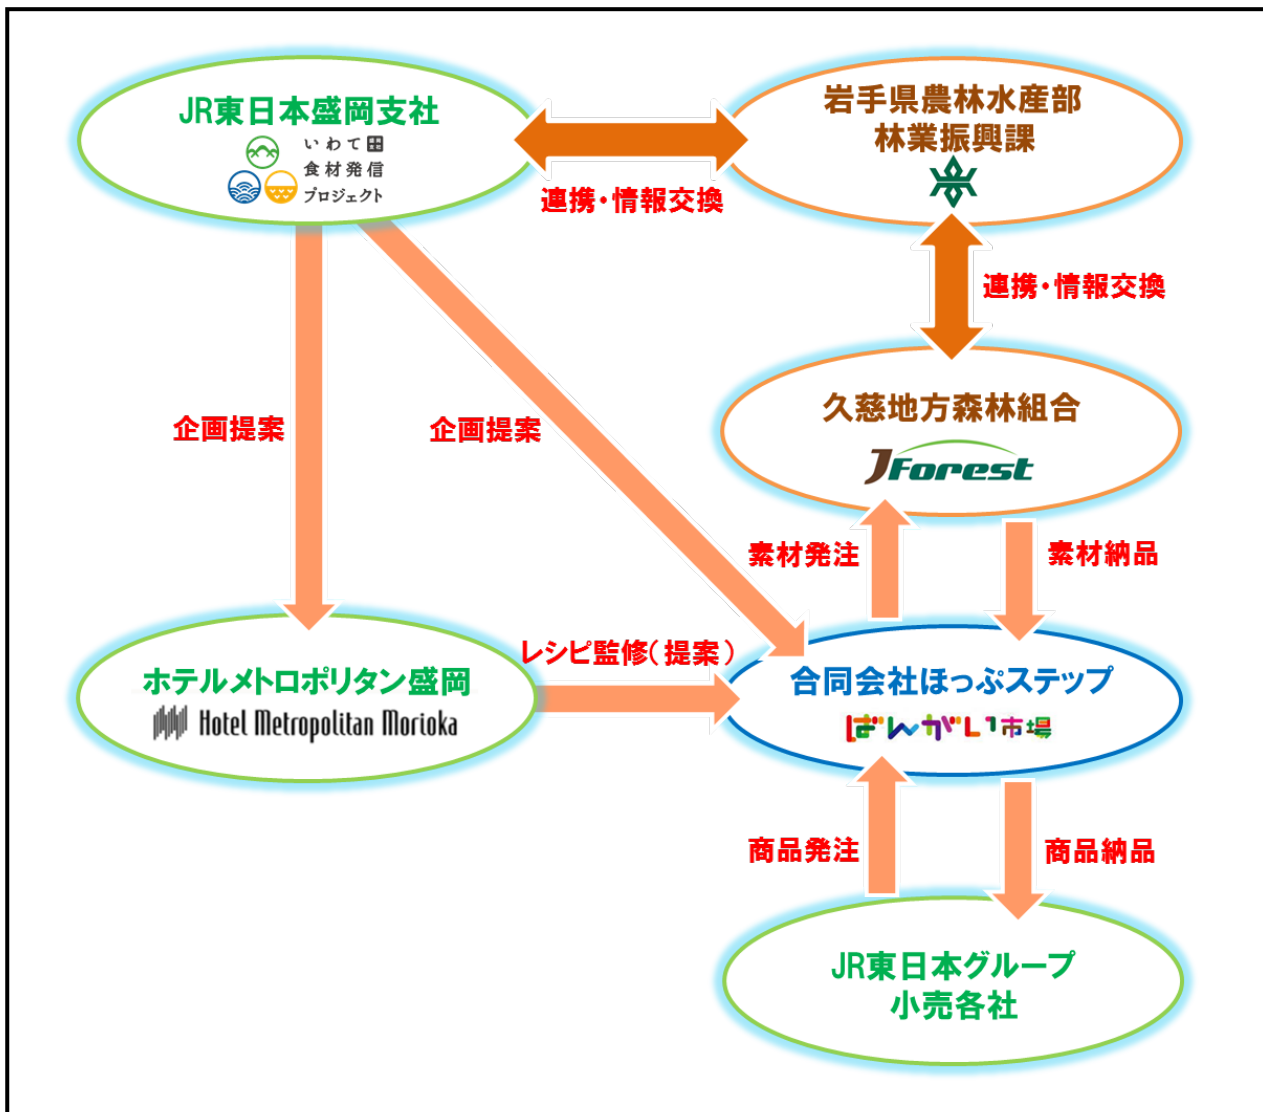 JR東日本盛岡支社
いわて田
食材発信
プロジェクト
岩手県農林水産部
林業振興課
連携・情報交換
連携・情報交換
久慈地方森林組合
JForest
企画提案
企画提案
素材発注
素材納品
レシピ監修(提案)
ホテルメトロポリタン盛岡
Hotel Metropolitan Morioka
合同会社ほっぷステップ
ばんがい市場
商品発注
商品納品
JR東日本グループ
小売各社